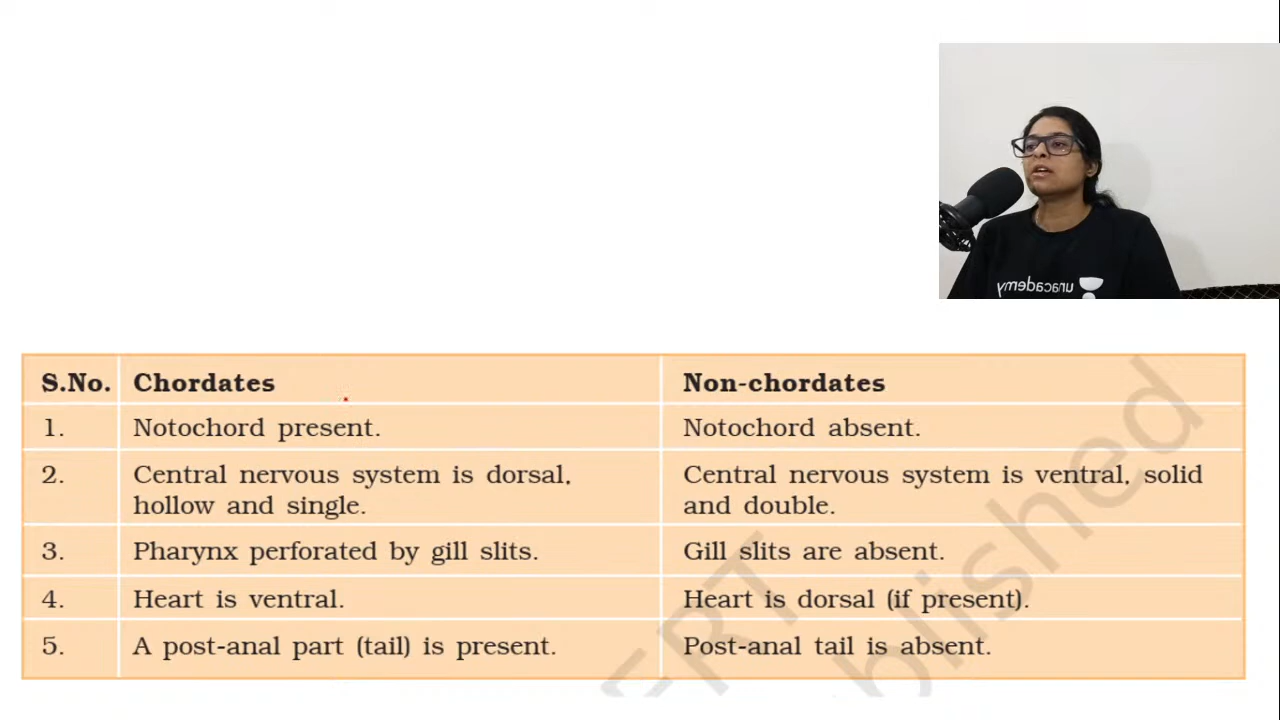 unacademy
S.No. Chordates Non-chordates
1. Notochord present. Notochord absent.
2. Central nervous system is dorsal, Central nervous system is ventral, solid
hollow and single. and double.
3. Pharynx perforated by gill slits. Gill slits are absent.
4. Heart is ventral. Heart is dorsal (if present).
5. A post-anal part (tail) is present. Post-anal tail is absent.